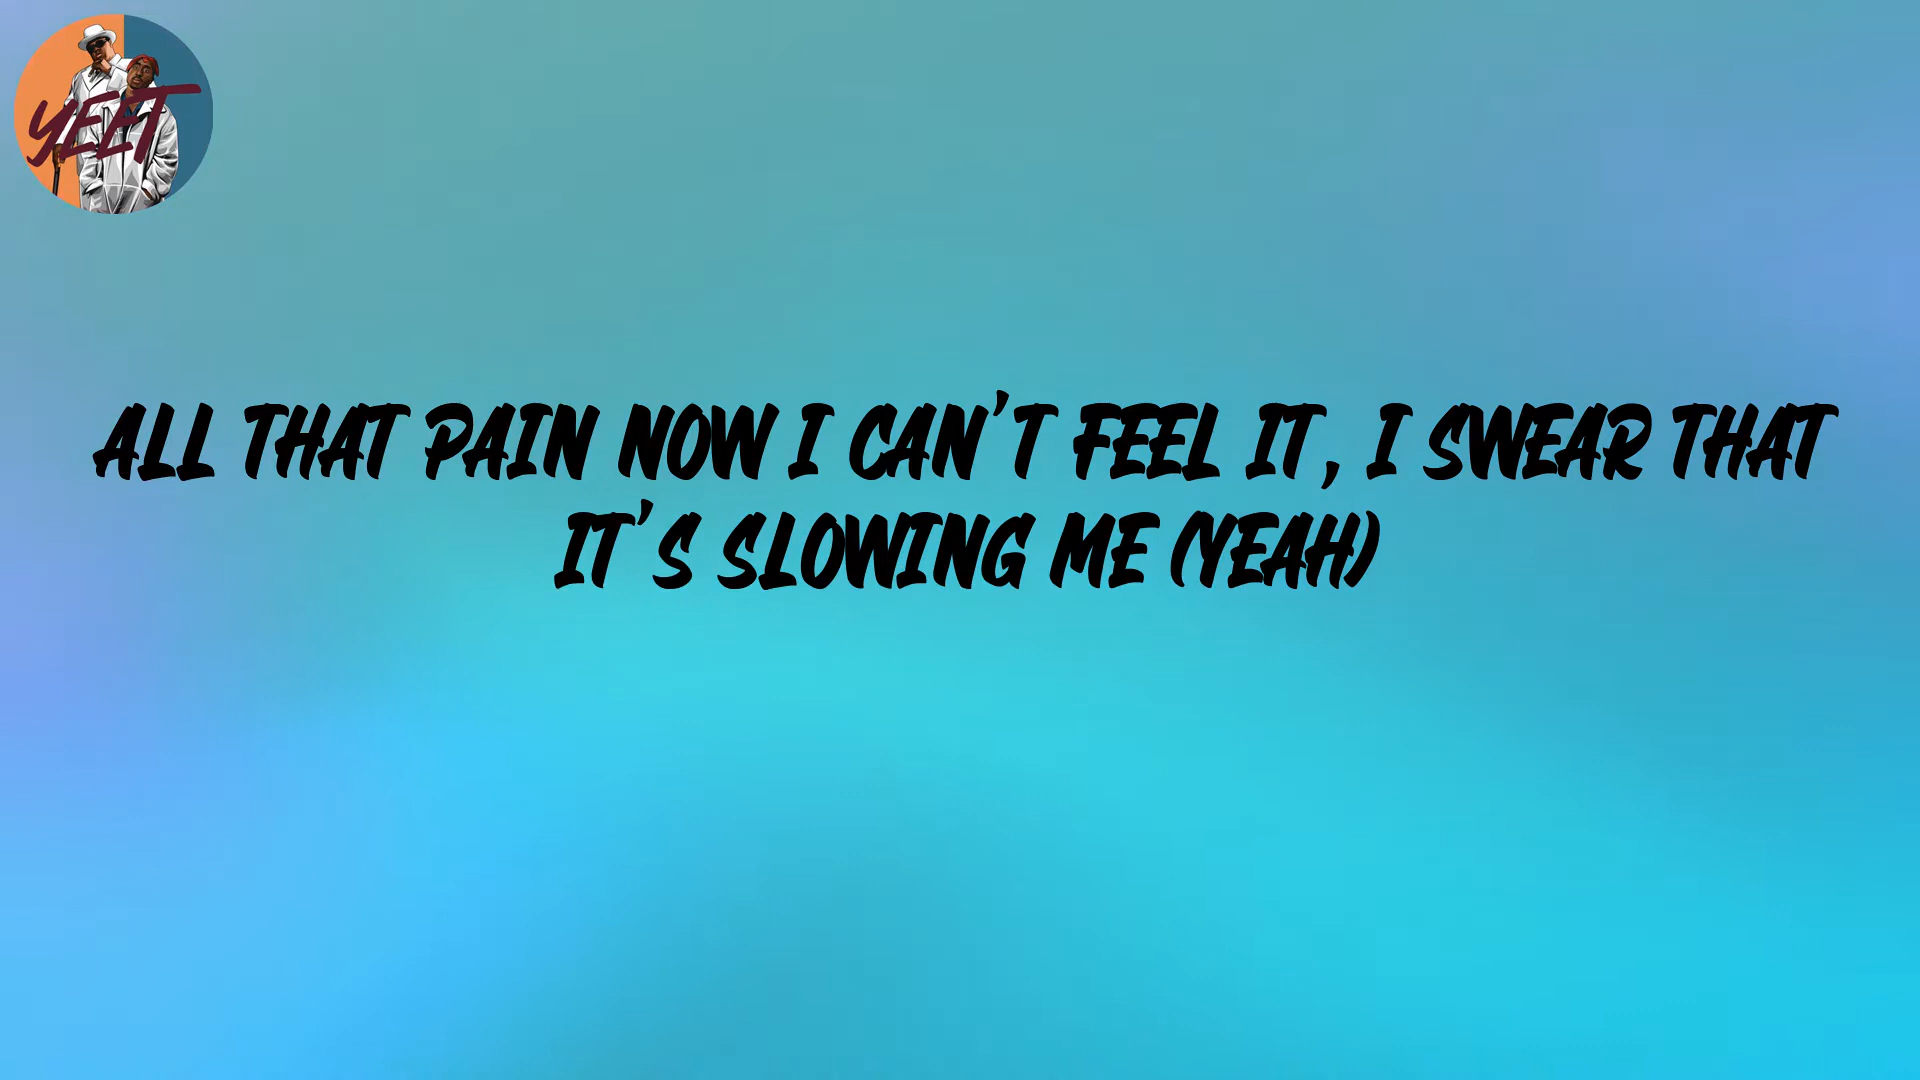 YEET
ALL THAT PAIN NOW I CAN'T FEEL IT, I SWEAR THAT
IT'S SLOWING ME (YEAH)